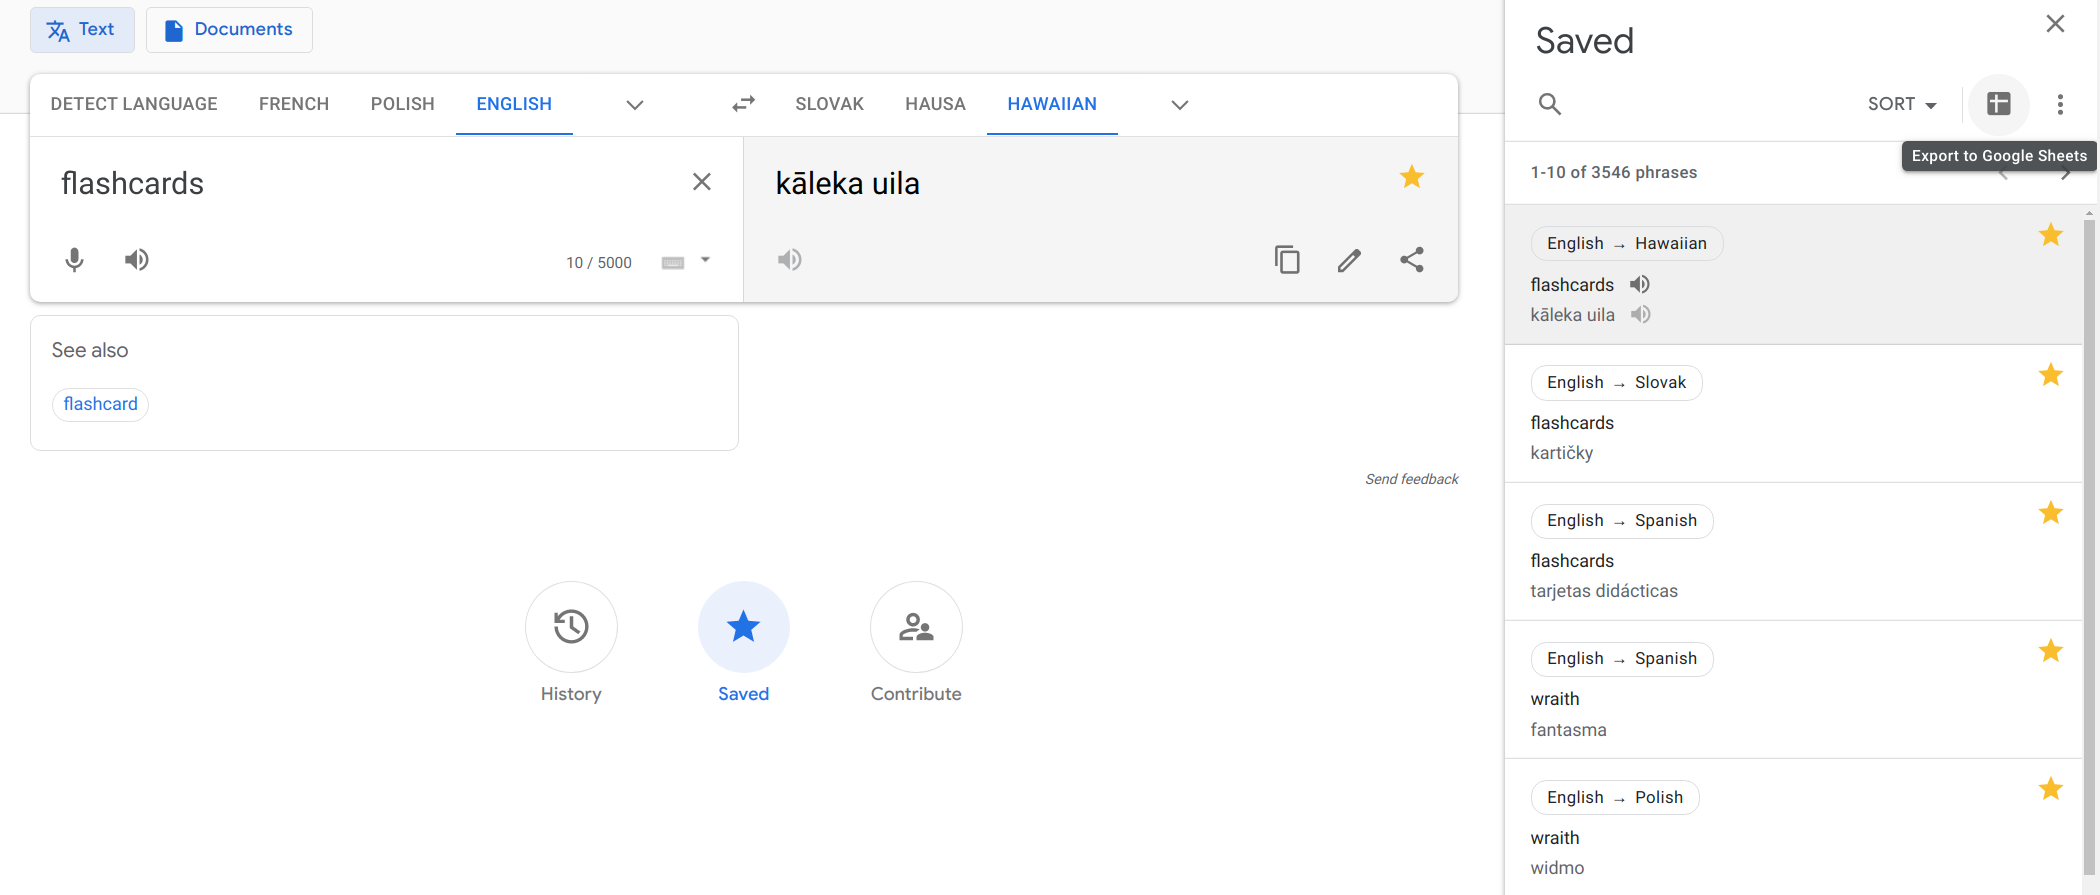 Text
Documents
DETECT LANGUAGE FRENCH POLISH ENGLISH
SLOVAK HAUSA HAWAIIAN
flashcards
10 / 5000
kāleka uila
See also
flashcard
Send feedback
History
Saved
Contribute
Saved
SORT
Export to Google Sheets
1-10 of 3546 phrases
English → Hawaiian
flashcards
kāleka uila
English → Slovak
flashcards
kartičky
English → Spanish
flashcards
tarjetas didácticas
English → Spanish
wraith
fantasma
English → Polish
wraith
widmo